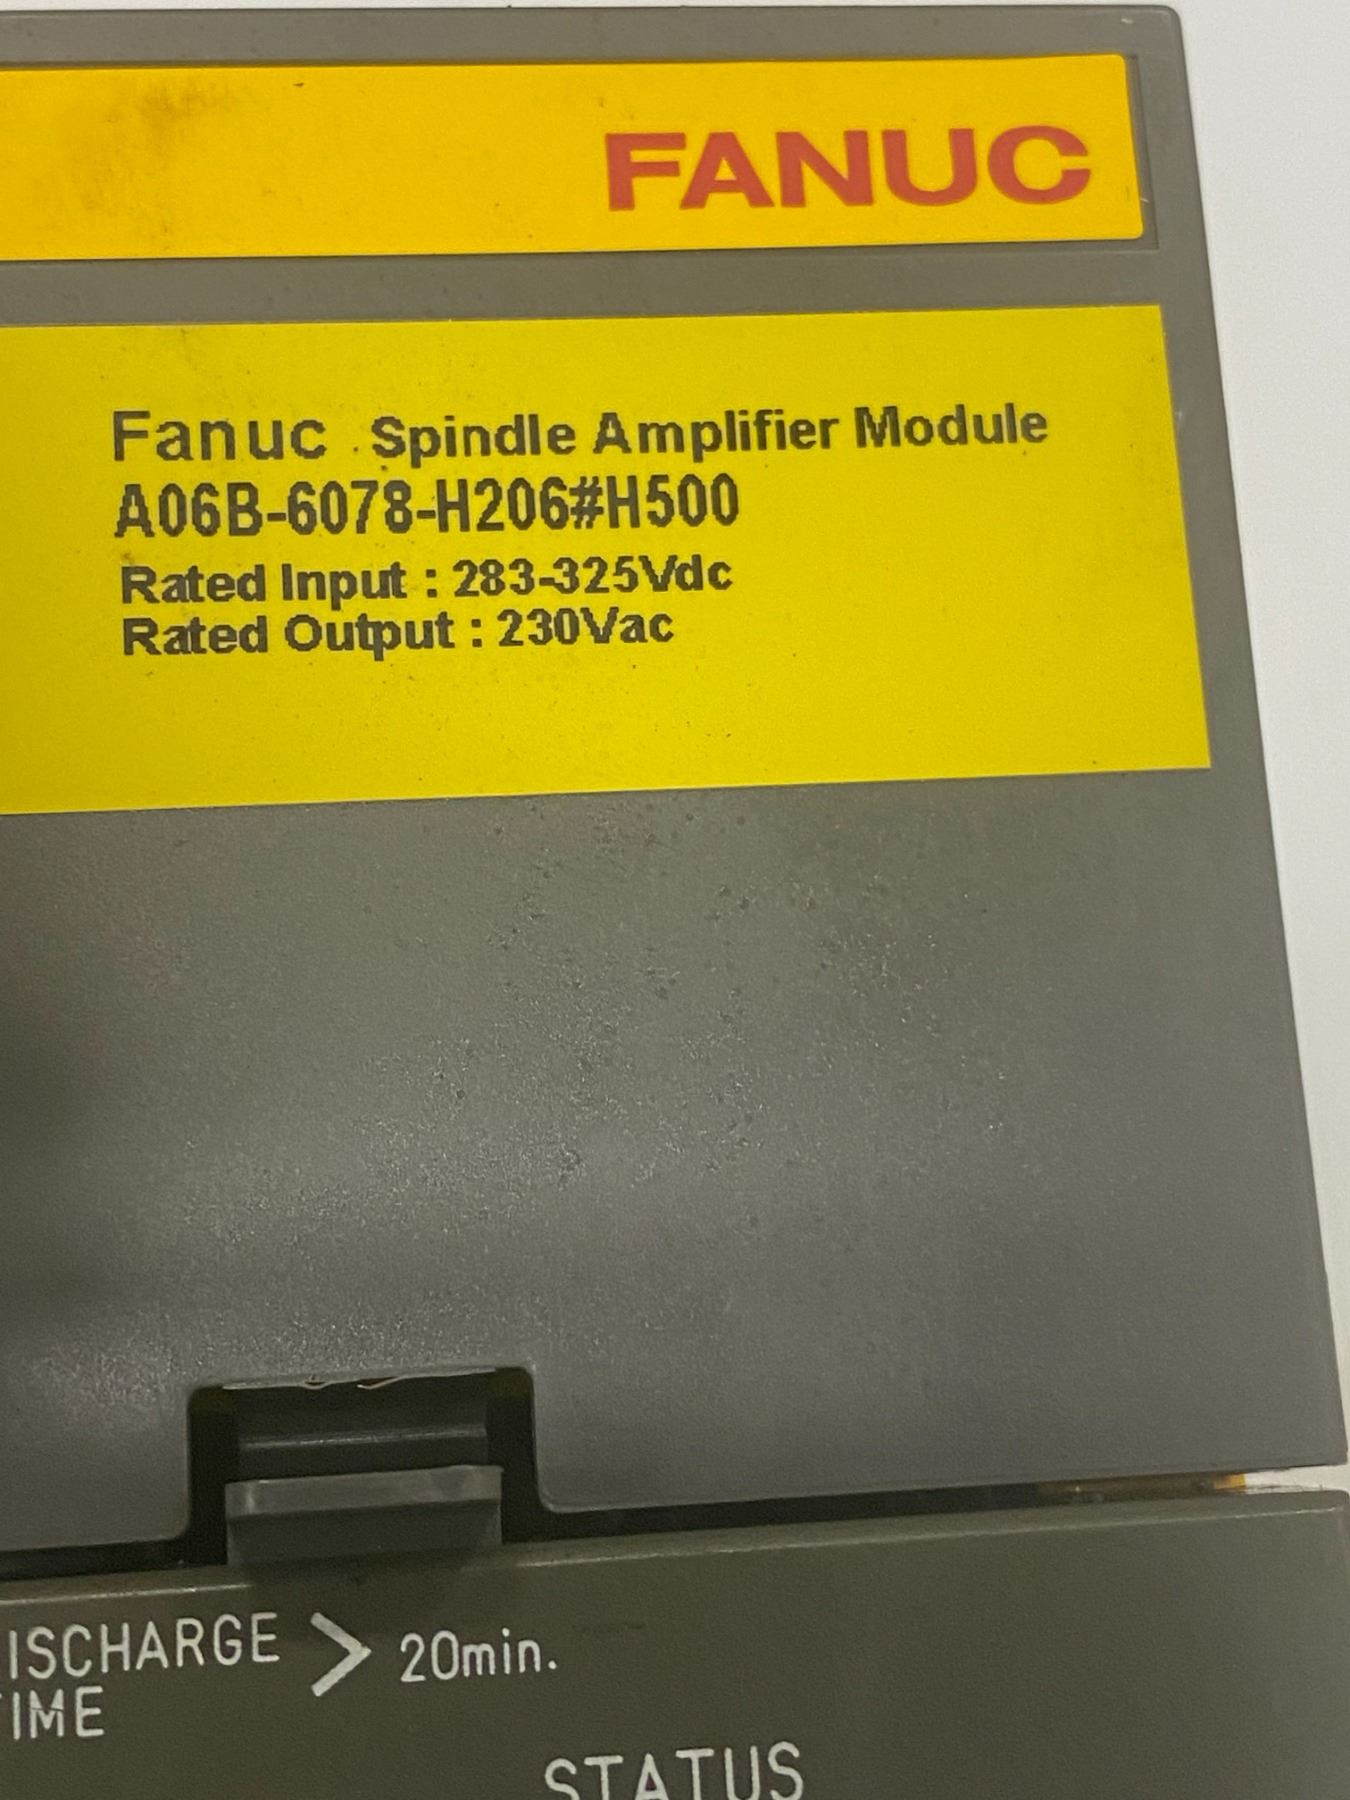 FANUC
Fanuc Spindle Amplifier Module
A06B-6078-H206#H500
Rated Input : 283-325Vdc
Rated Output : 230Vac
ISCHARGE > 20min.
TIME
STATUS